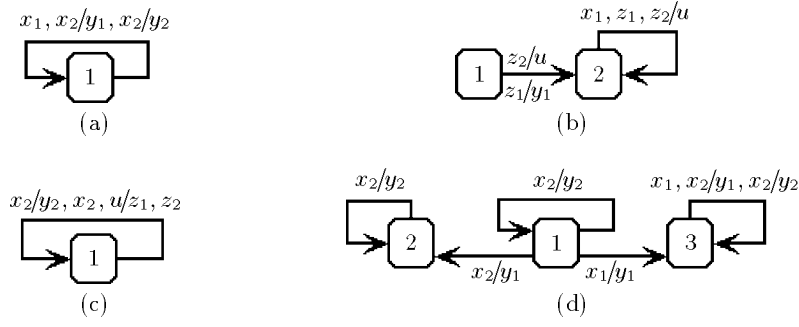 x₁, x₂/y₁, x₂/y₂
1
(a)
x₁, z₁, z₂/u
1
z₂/u
z₁/y₁
2
(b)
x₂/y₂, x₂, u/z₁, z₂
1
(c)
x₂/y₂
x₂/y₂
x₁, x₂/y₁, x₂/y₂
2
1
3
x₂/y₁
x₁/y₁
(d)